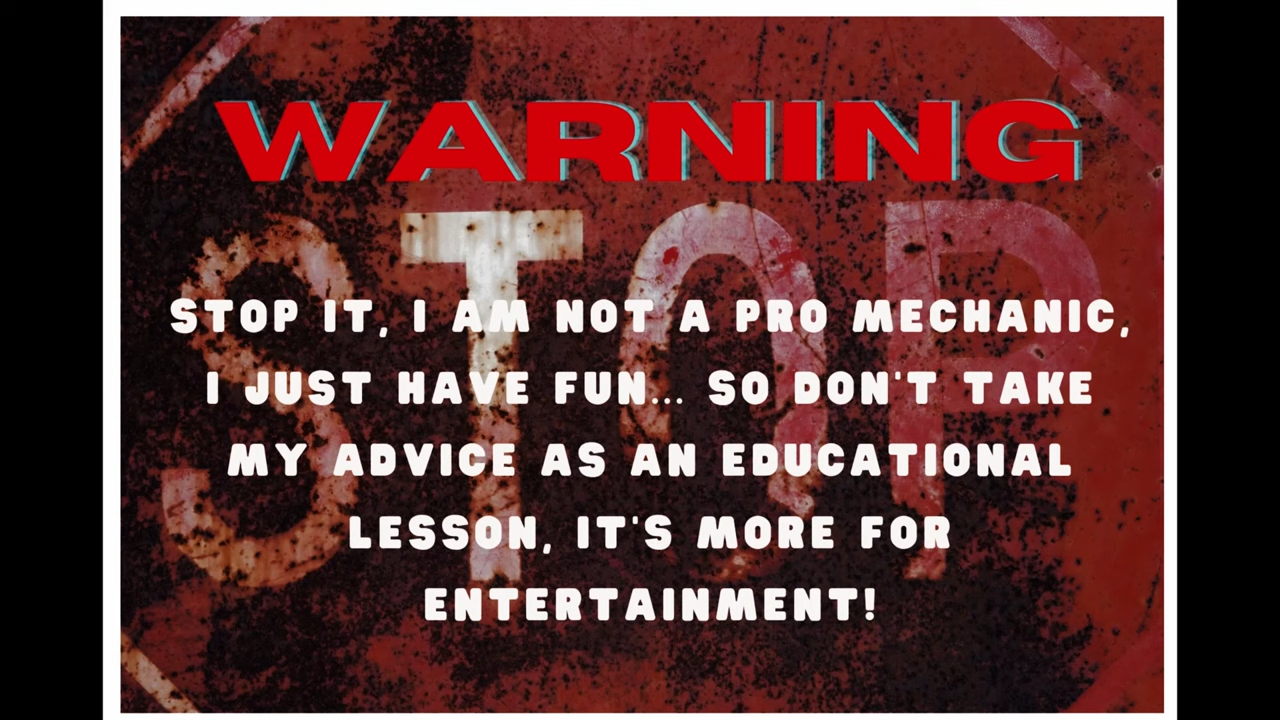 WARNING
STOP
STOP IT, I AM NOT A PRO MECHANIC,
I JUST HAVE FUN... SO DON'T TAKE
MY ADVICE AS AN EDUCATIONAL
LESSON, IT'S MORE FOR
ENTERTAINMENT!